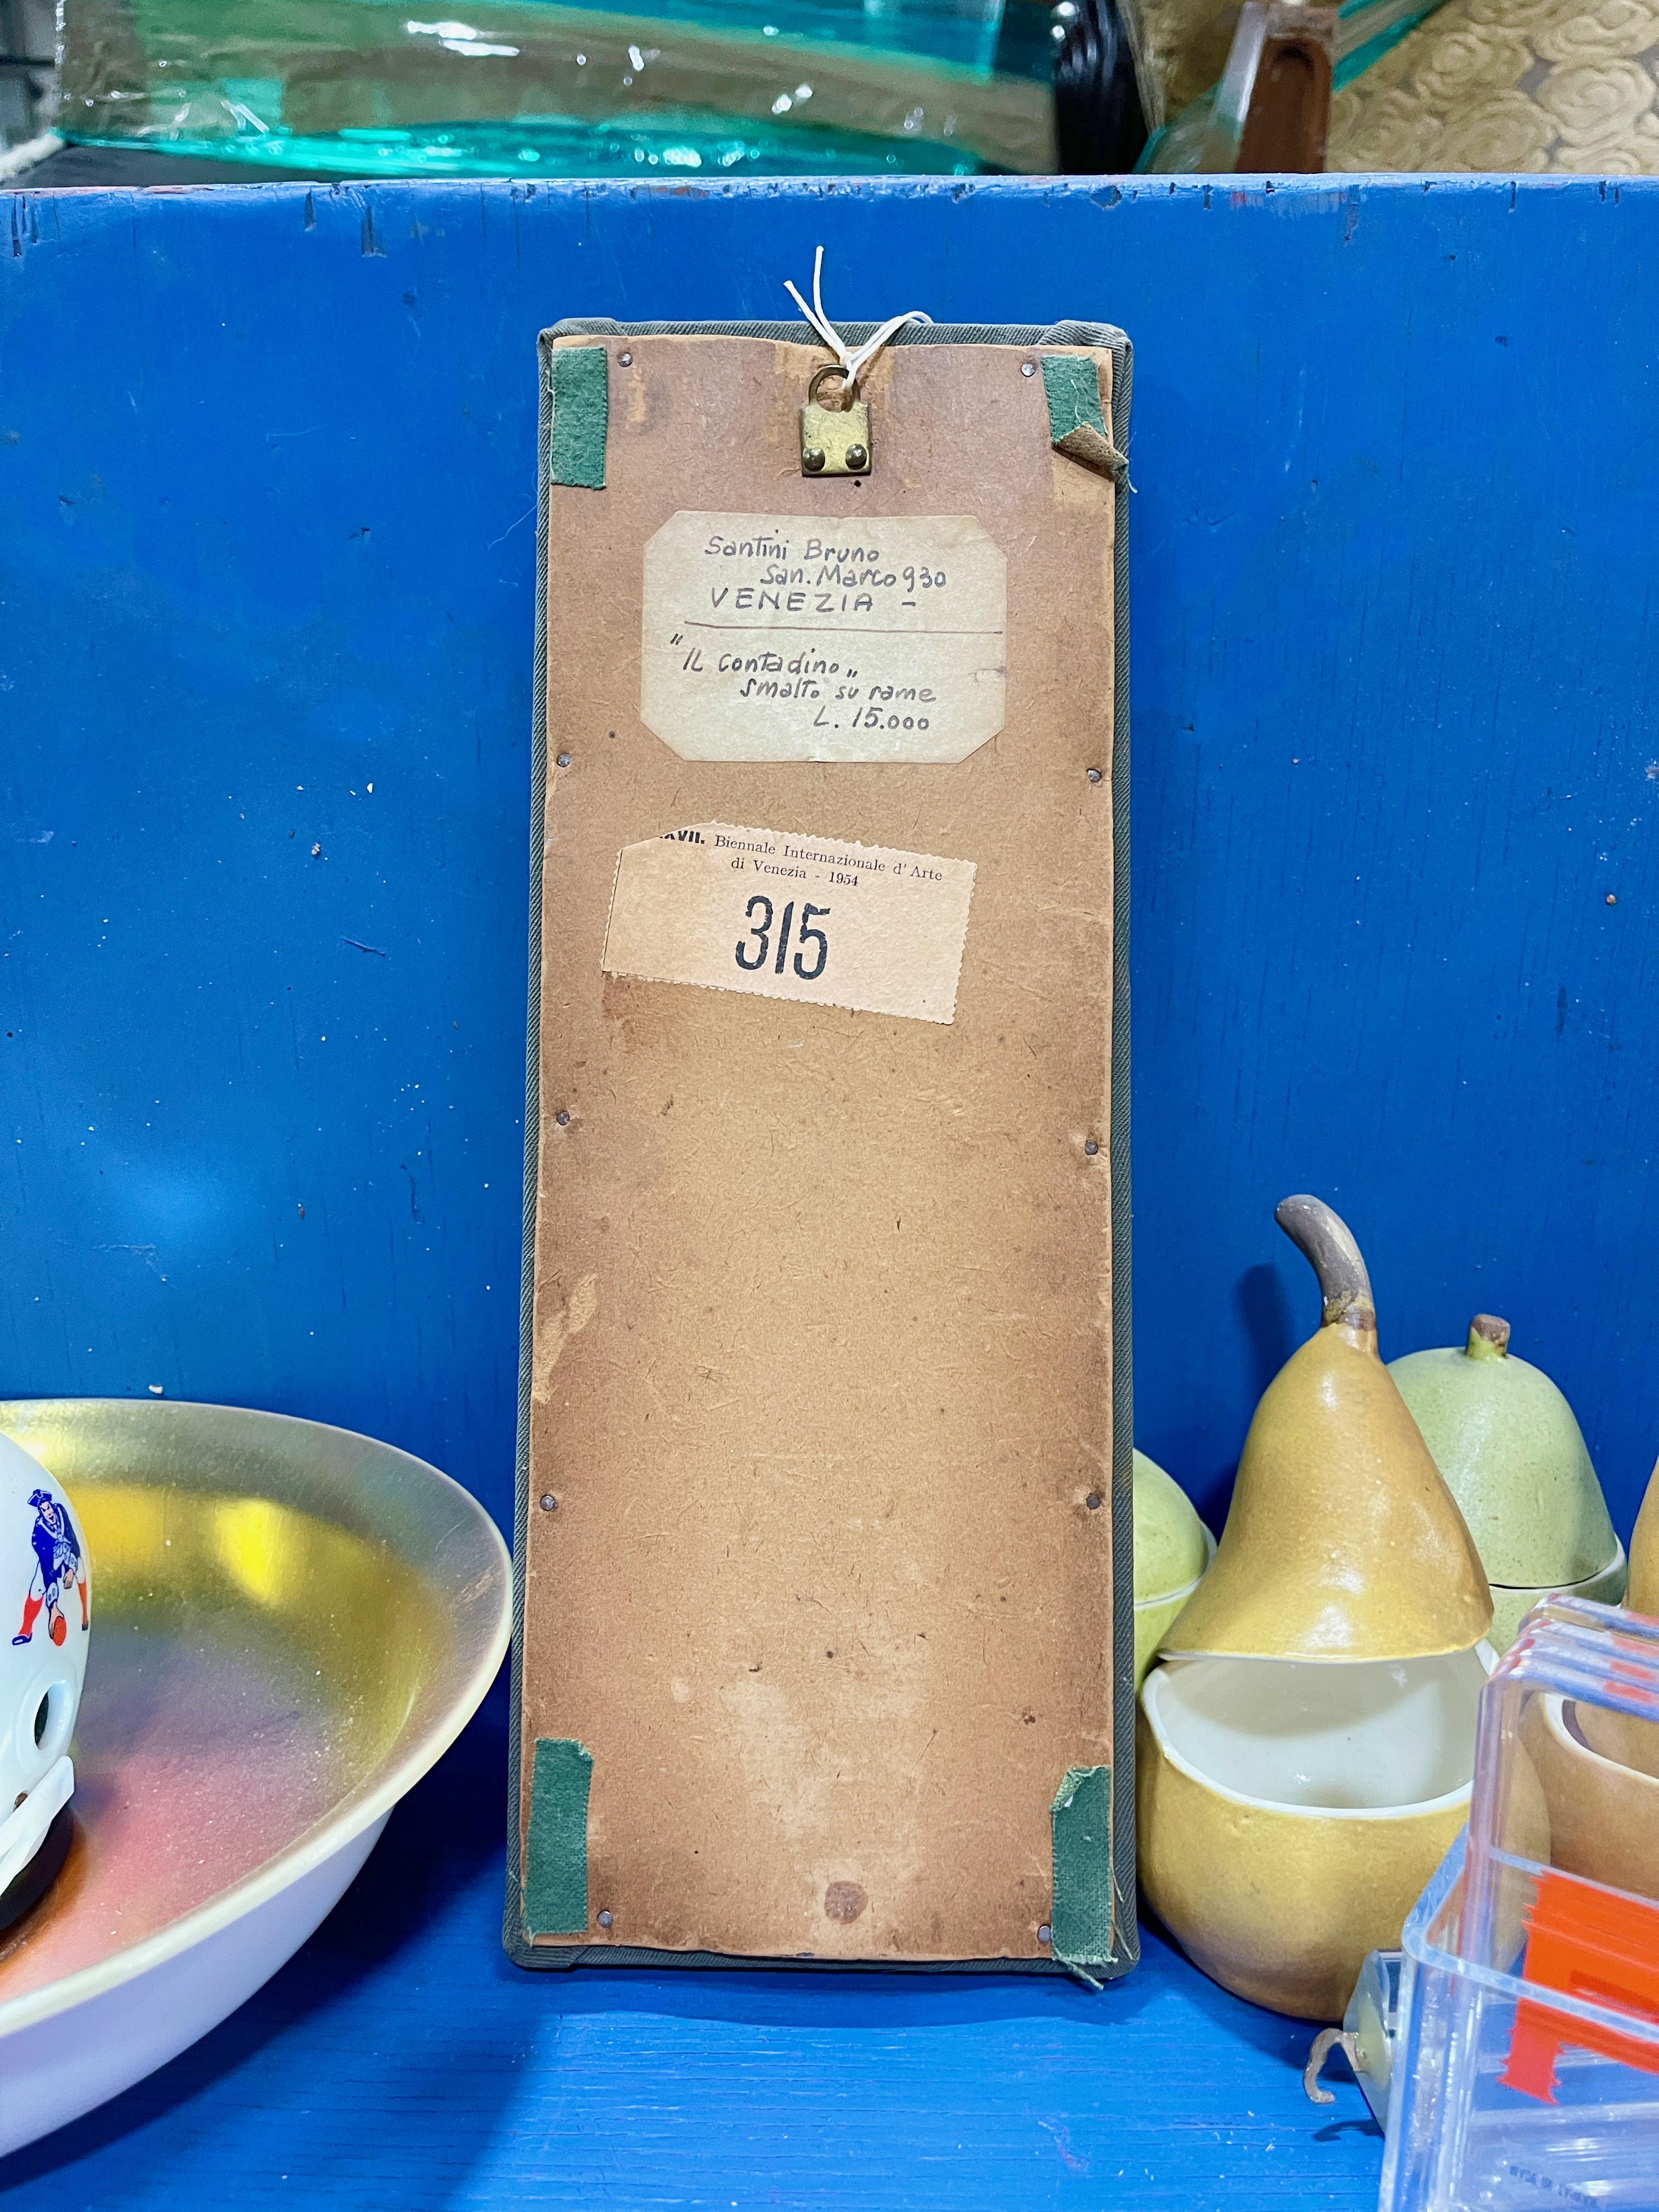 Santini Bruno
San. Marco 930
VENEZIA -
"IL contadino„
smalto su rame
L. 15.000
XVII. Biennale Internazionale d'Arte
di Venezia - 1954
315